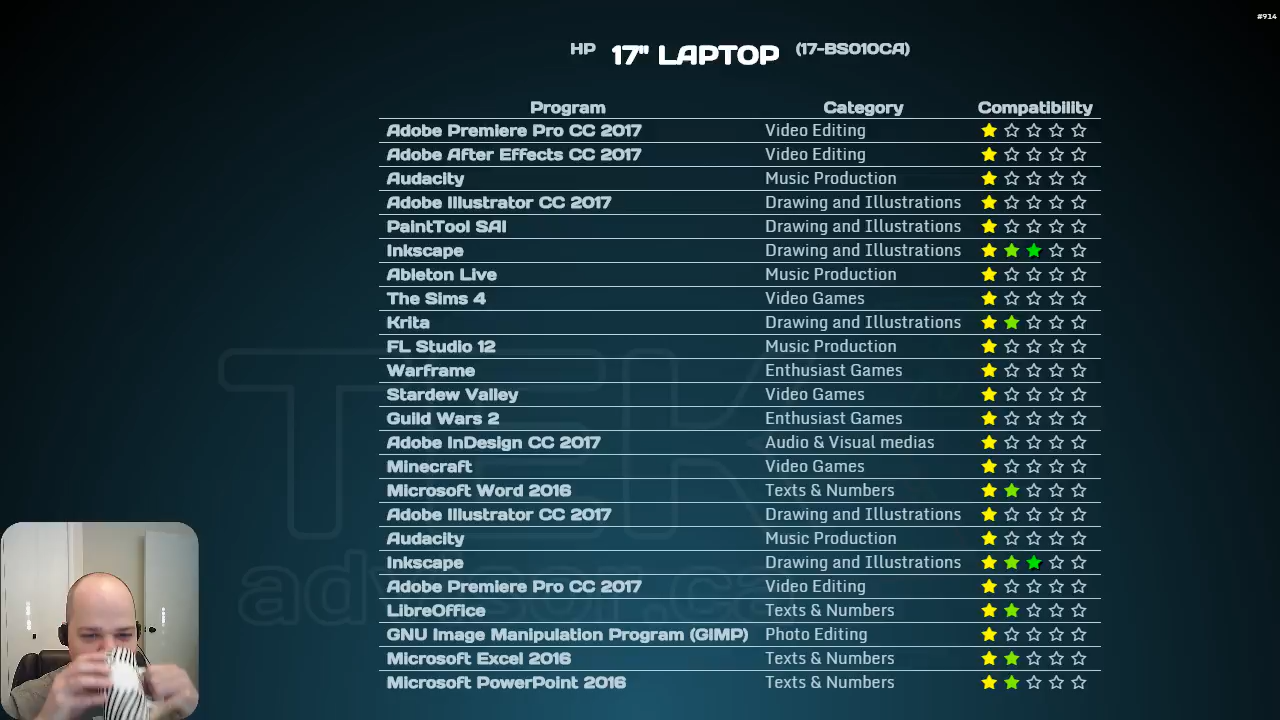 #914
HP 17" LAPTOP (17-BS010CA)
Program Category Compatibility
Adobe Premiere Pro CC 2017 Video Editing
Adobe After Effects CC 2017 Video Editing
Audacity Music Production
Adobe Illustrator CC 2017 Drawing and Illustrations
PaintTool SAI Drawing and Illustrations
Inkscape Drawing and Illustrations
Ableton Live Music Production
The Sims 4 Video Games
Krita Drawing and Illustrations
FL Studio 12 Music Production
Warframe Enthusiast Games
Stardew Valley Video Games
Guild Wars 2 Enthusiast Games
Adobe InDesign CC 2017 Audio & Visual medias
Minecraft Video Games
Microsoft Word 2016 Texts & Numbers
Adobe Illustrator CC 2017 Drawing and Illustrations
Audacity Music Production
Inkscape Drawing and Illustrations
Adobe Premiere Pro CC 2017 Video Editing
LibreOffice Texts & Numbers
GNU Image Manipulation Program (GIMP) Photo Editing
Microsoft Excel 2016 Texts & Numbers
Microsoft PowerPoint 2016 Texts & Numbers
TEK
advisor.ca